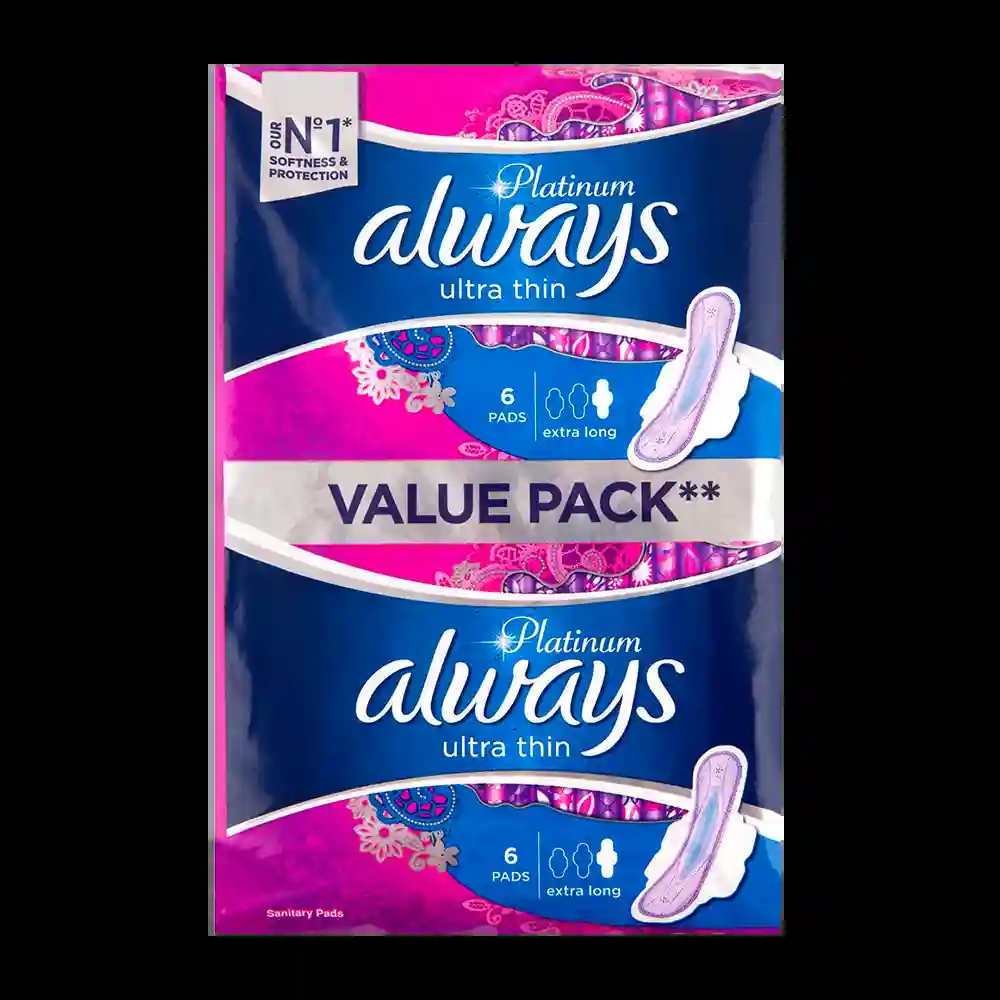 OUR Nº1*
SOFTNESS &
PROTECTION
Platinum
always
ultra thin
6
PADS
extra long
VALUE PACK**
Platinum
always
ultra thin
6
PADS
extra long
Sanitary Pads